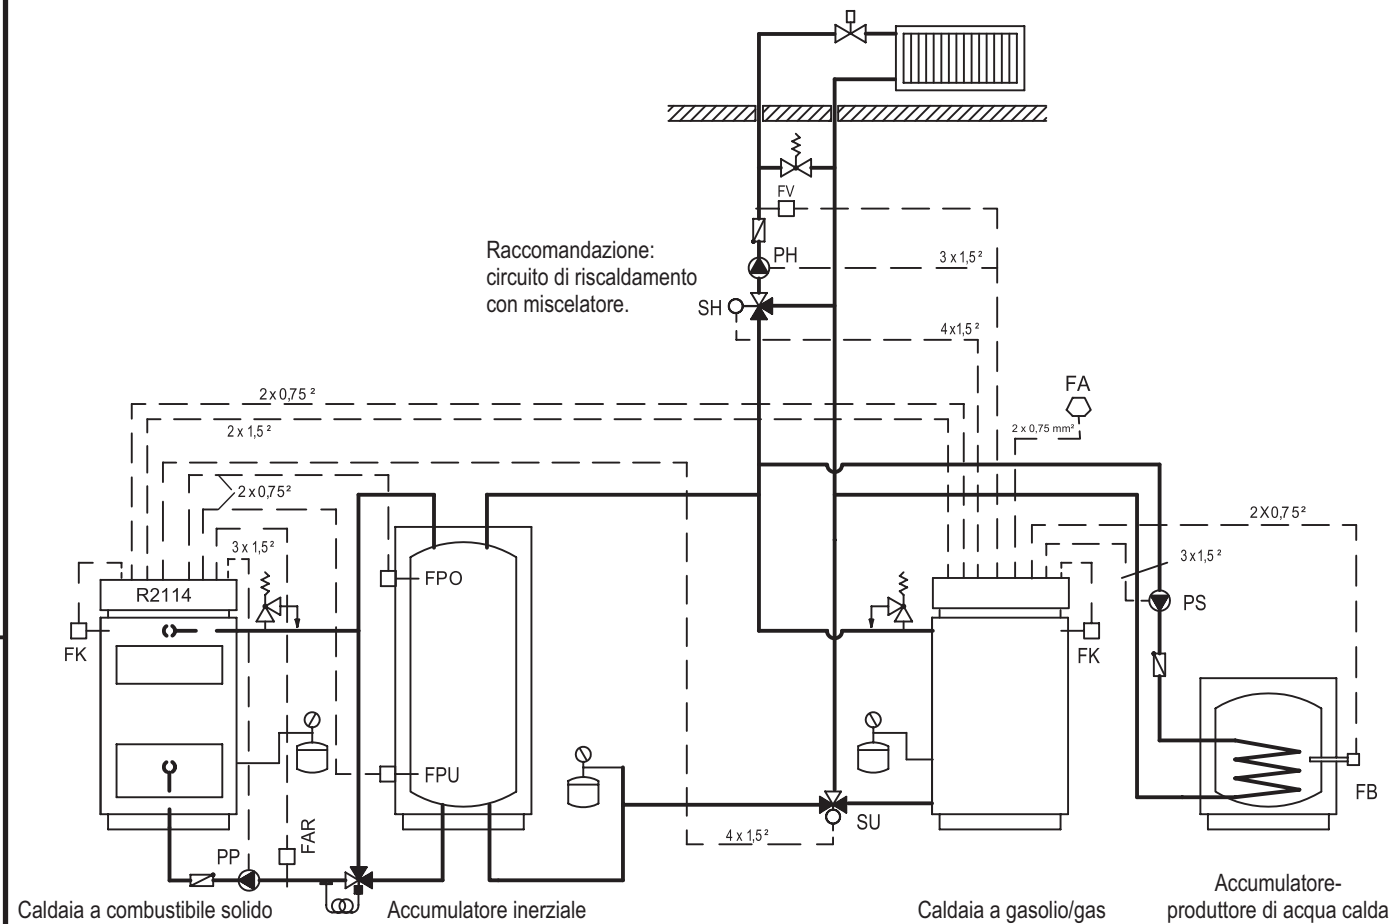 FV
Raccomandazione:
circuito di riscaldamento
con miscelatore.
PH
3 x 1,5 ²
SH
4 x 1,5 ²
FA
2 x 0,75 ²
2 x 1,5 ²
2 x 0,75 mm²
2 x 0,75 ²
2X0,75 ²
3 x 1,5 ²
3 x 1,5 ²
R2114
FPO
PS
FK
FK
FPU
FB
FAR
PP
SU
4 x 1,5 ²
Caldaia a combustibile solido
Accumulatore inerziale
Caldaia a gasolio/gas
Accumulatore-
produttore di acqua calda